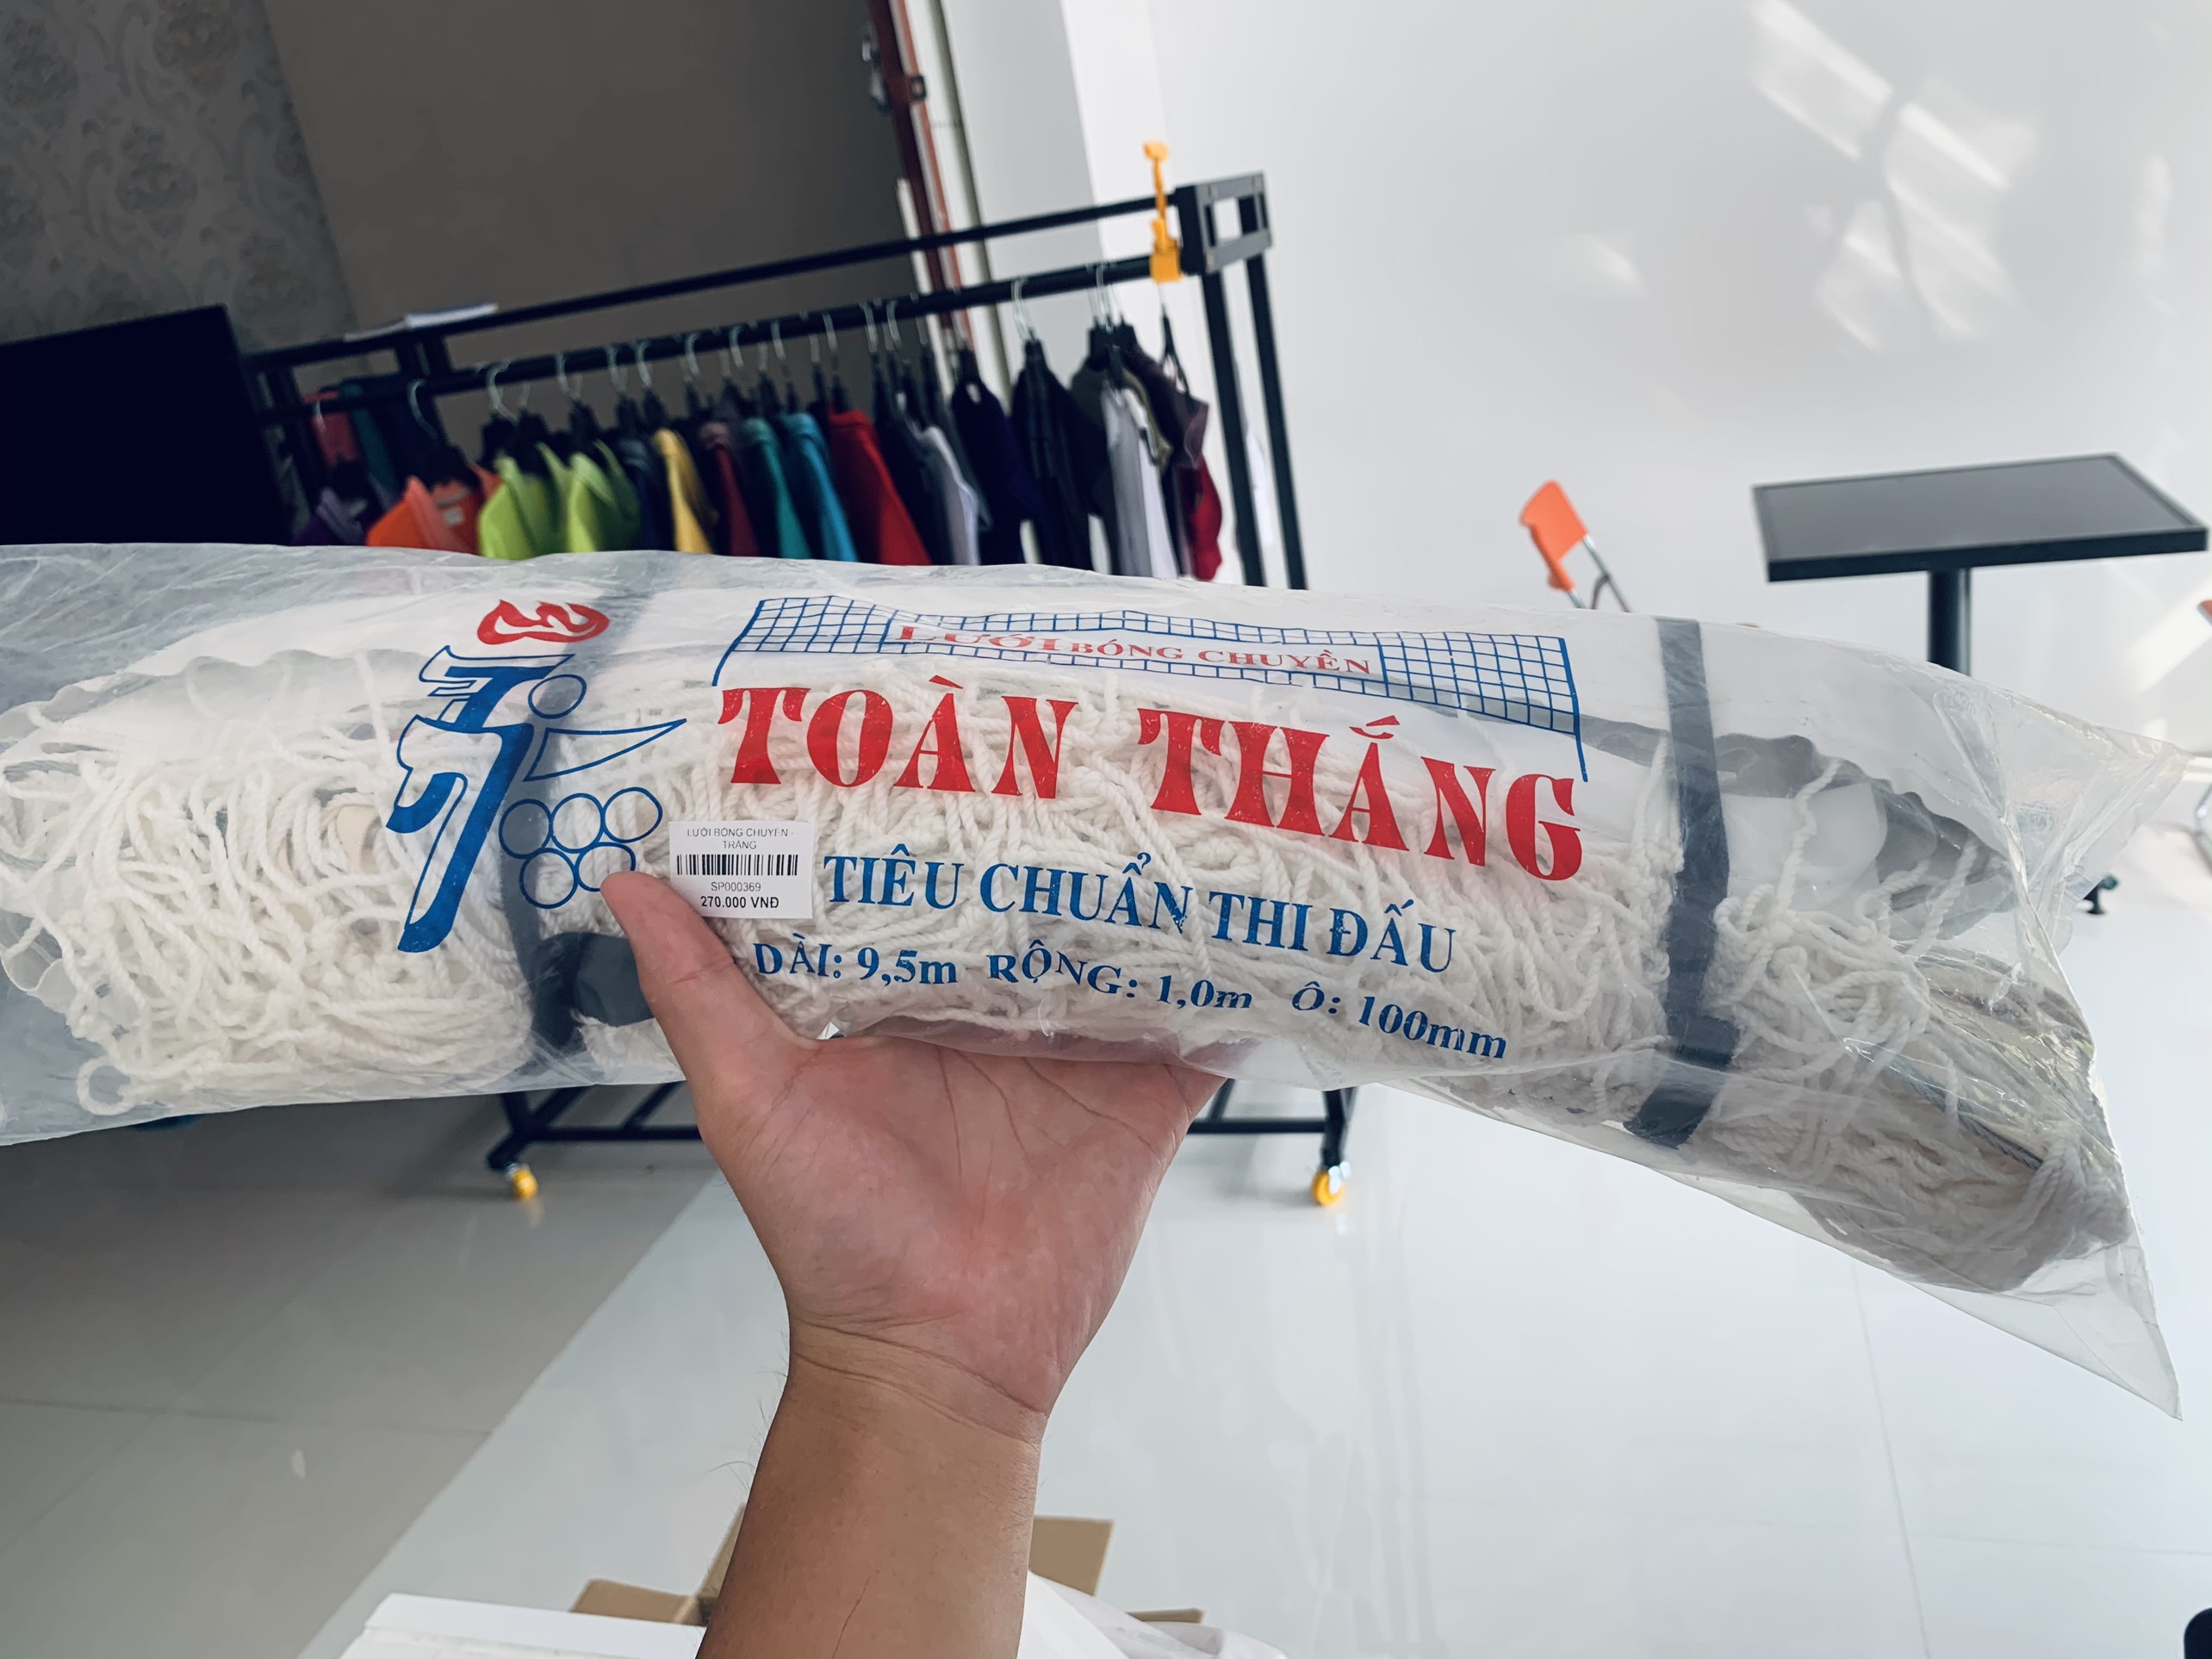 LƯỚI BÓNG CHUYỀN
TOÀN THẮNG
LƯỚI BÓNG CHUYỀN -
TRẮNG
SP000369
270.000 VNĐ
TIÊU CHUẨN THI ĐẤU
DÀI: 9,5m RỘNG: 1,0m Ô: 100mm